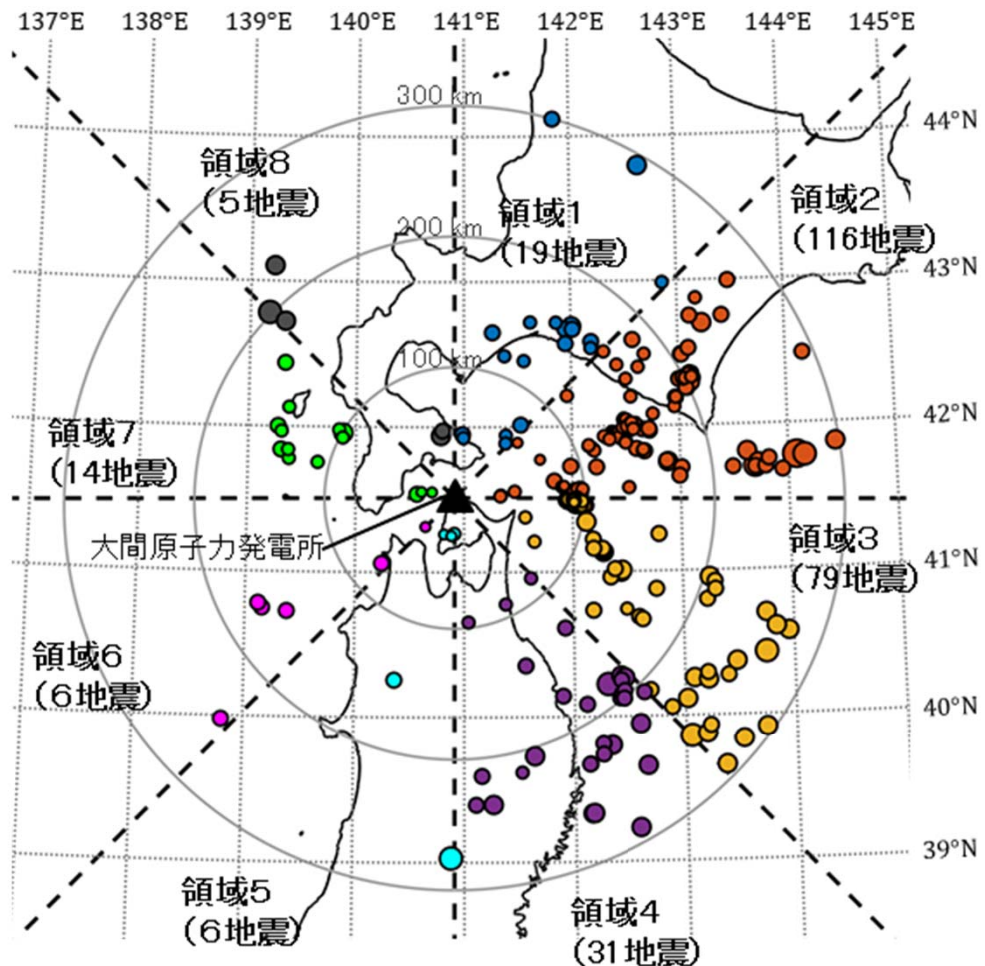 137°E 138°E 139°E 140°E 141°E 142°E 143°E 144°E 145°E
300 km
44°N
領域8
(5地震)
領域1
(19地震)
領域2
(116地震)
200 km
43°N
100 km
42°N
領域7
(14地震)
大間原子力発電所
領域3
(79地震)
41°N
領域6
(6地震)
40°N
39°N
領域5
(6地震)
領域4
(31地震)